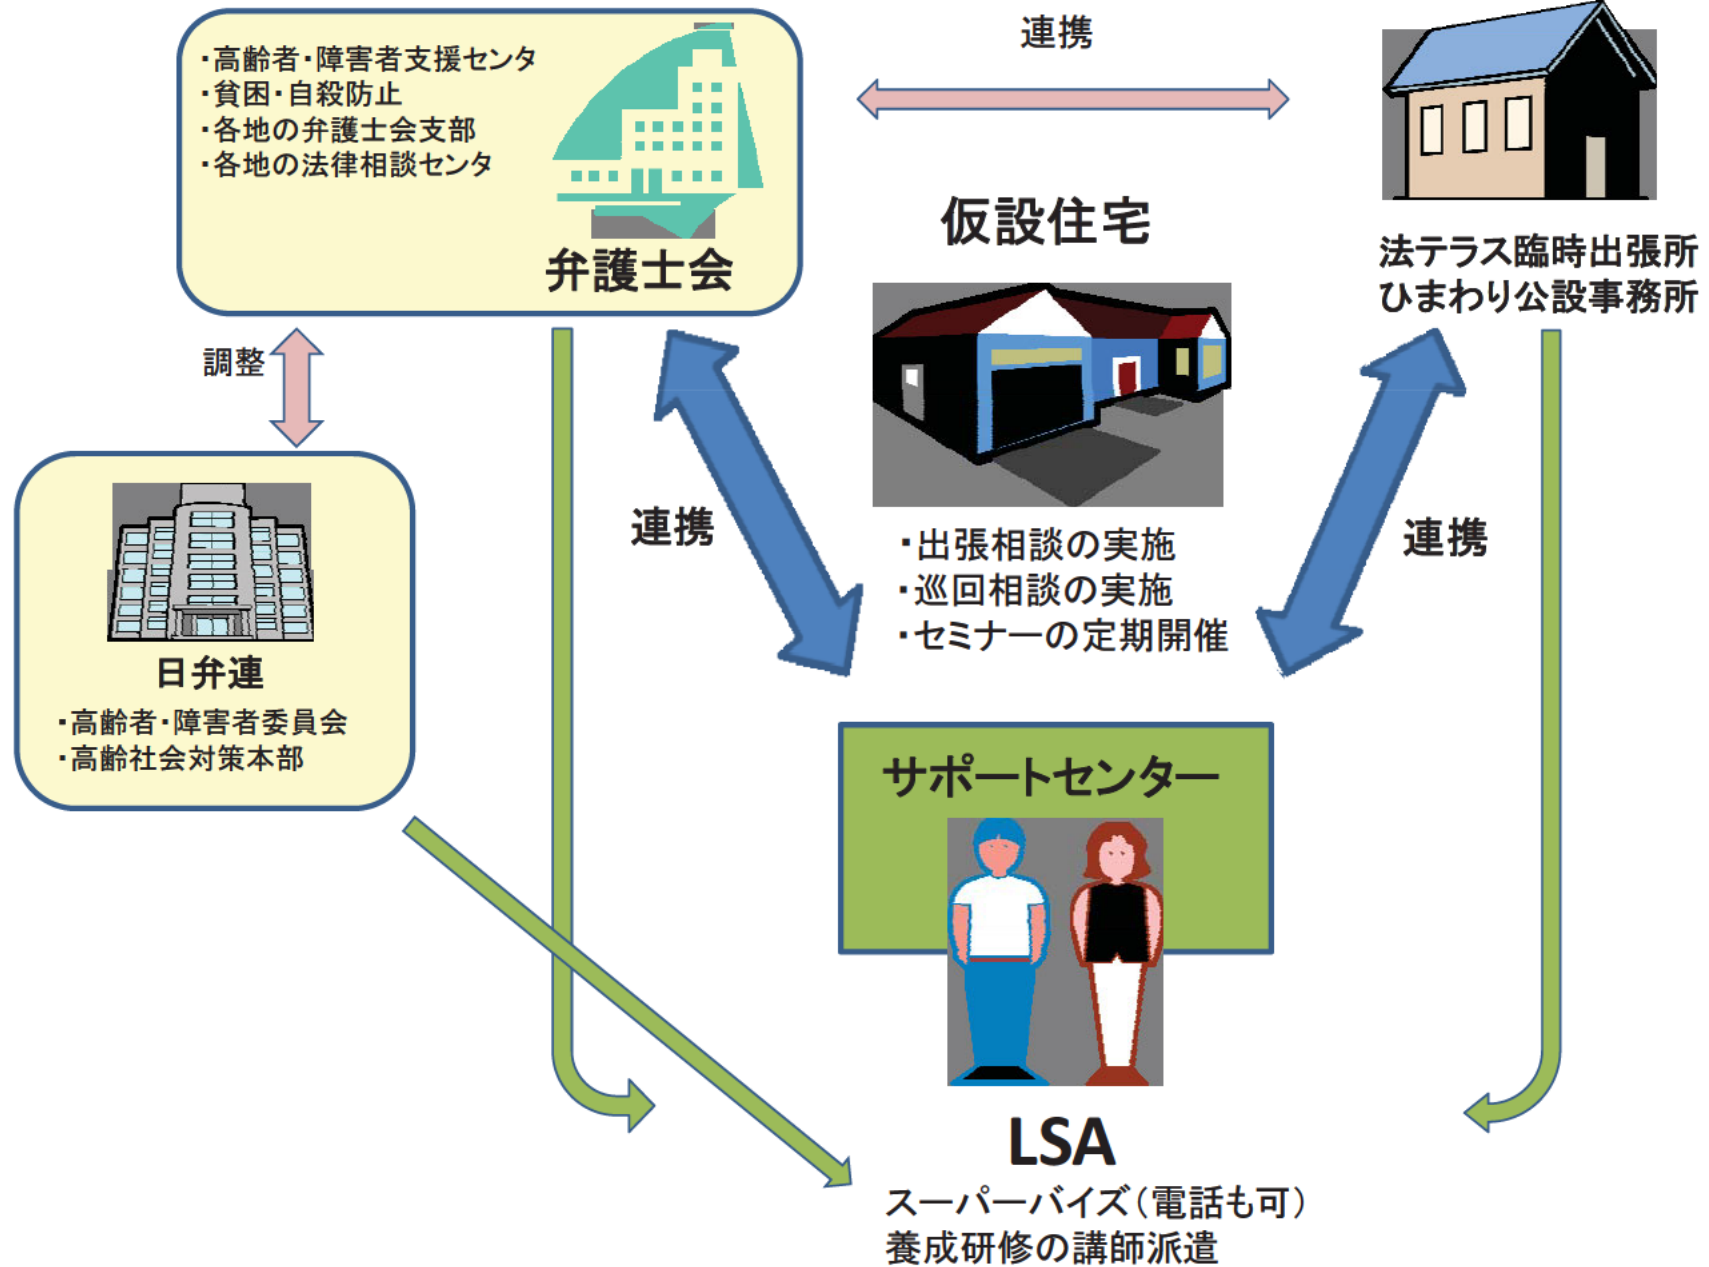 ・高齢者・障害者支援センタ
・貧困・自殺防止
・各地の弁護士会支部
・各地の法律相談センタ
弁護士会
連携
法テラス臨時出張所
ひまわり公設事務所
仮設住宅
調整
連携
・出張相談の実施
・巡回相談の実施
・セミナーの定期開催
連携
日弁連
・高齢者・障害者委員会
・高齢社会対策本部
サポートセンター
LSA
スーパーバイズ（電話も可）
養成研修の講師派遣